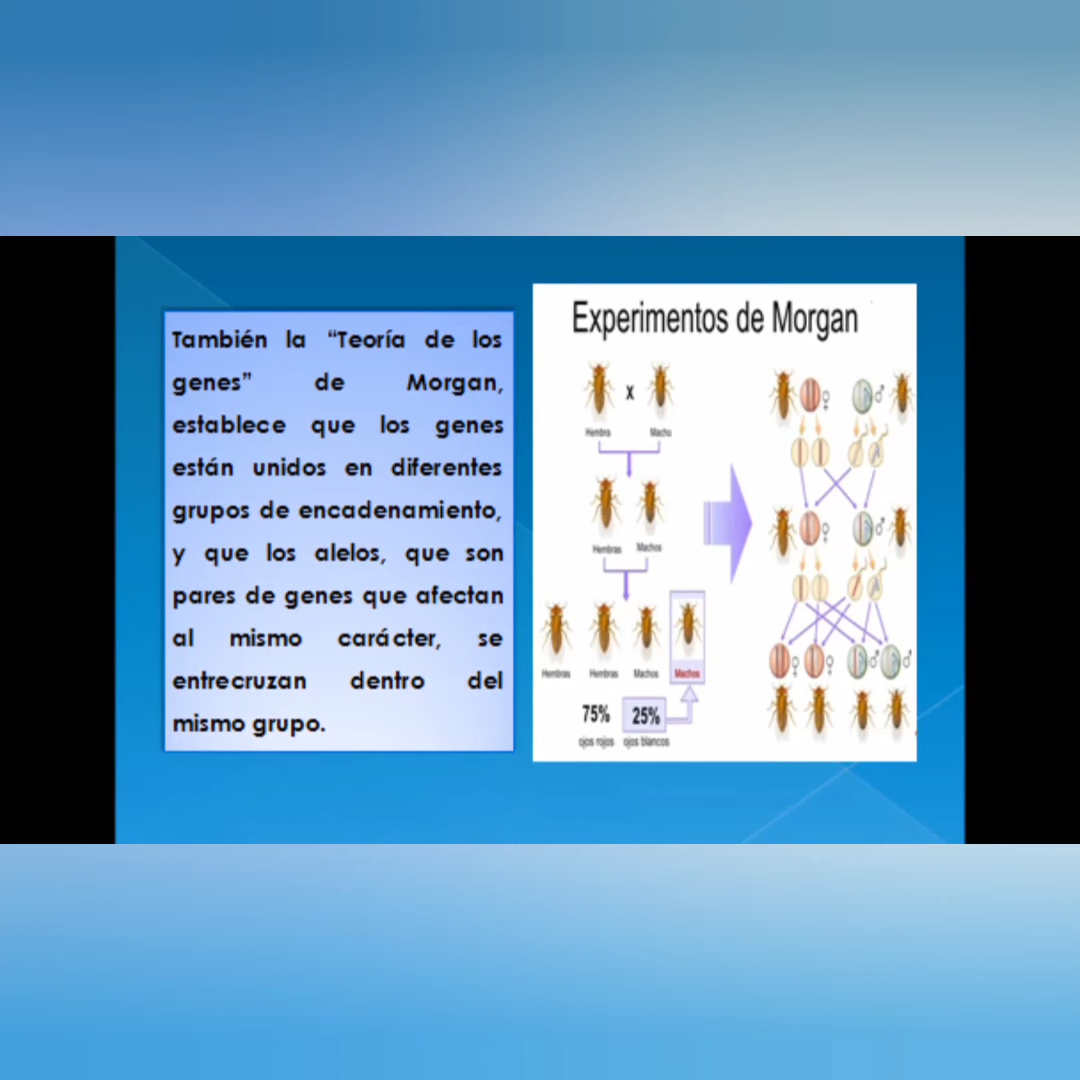 También la “Teoría de los
genes” de Morgan,
establece que los genes
están unidos en diferentes
grupos de encadenamiento,
y que los alelos, que son
pares de genes que afectan
al mismo carácter, se
entrecruzan dentro del
mismo grupo.
Experimentos de Morgan
x
Hembra Macho
Hembras Machos
Hembras Hembras Machos Machos
75% 25%
ojos rojos ojos blancos